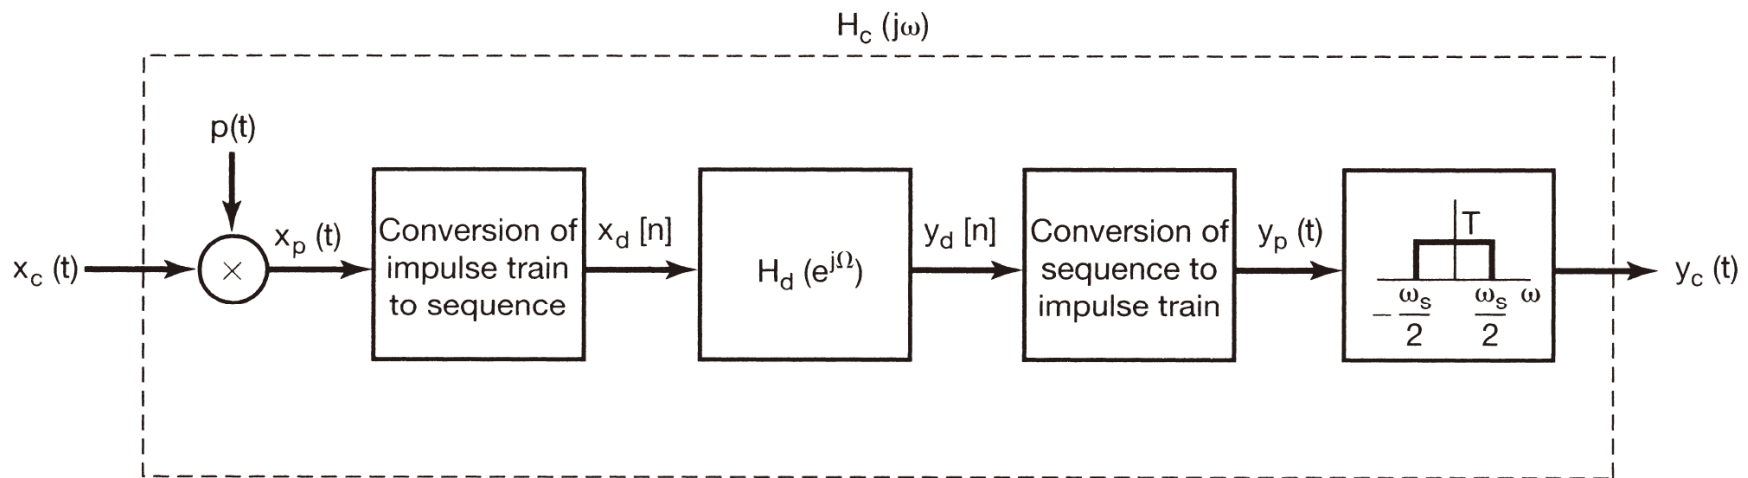 H_c (jω)
p(t)
x_c (t)
×
x_p (t)
Conversion of
impulse train
to sequence
x_d [n]
H_d (e^{jΩ})
y_d [n]
Conversion of
sequence to
impulse train
y_p (t)
T
-ω_s/2
ω_s/2
ω
y_c (t)